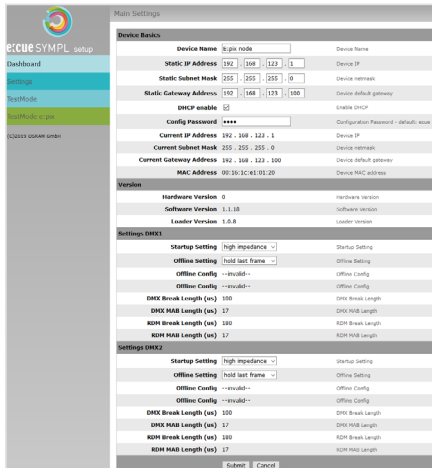 Main Settings
e:cue SYMPL setup
Dashboard
Settings
TestMode
TestMode e:pix
(C)2019 OSRAM GmbH
Device Basics
Device Name E:pix node Device Name
Static IP Address 192 . 168 . 123 . 1 Device IP
Static Subnet Mask 255 . 255 . 255 . 0 Device netmask
Static Gateway Address 192 . 168 . 123 . 100 Device default gateway
DHCP enable Enable DHCP
Config Password •••• Configuration Password - default: ecue
Current IP Address 192 . 168 . 123 . 1 Device IP
Current Subnet Mask 255 . 255 . 255 . 0 Device netmask
Current Gateway Address 192 . 168 . 123 . 100 Device default gateway
MAC Address 00:16:1c:e1:01:20 Device MAC address
Version
Hardware Version 0 Hardware Version
Software Version 1.1.18 Software Version
Loader Version 1.0.8 Loader Version
Settings DMX1
Startup Setting high impedance Startup Setting
Offline Setting hold last frame Offline Setting
Offline Config --invalid-- Offline Config
Offline Config --invalid-- Offline Config
DMX Break Length (us) 100 DMX Break Length
DMX MAB Length (us) 17 DMX MAB Length
RDM Break Length (us) 180 RDM Break Length
RDM MAB Length (us) 17 RDM MAB Length
Settings DMX2
Startup Setting high impedance Startup Setting
Offline Setting hold last frame Offline Setting
Offline Config --invalid-- Offline Config
Offline Config --invalid-- Offline Config
DMX Break Length (us) 100 DMX Break Length
DMX MAB Length (us) 17 DMX MAB Length
RDM Break Length (us) 180 RDM Break Length
RDM MAB Length (us) 17 RDM MAB Length
Submit Cancel